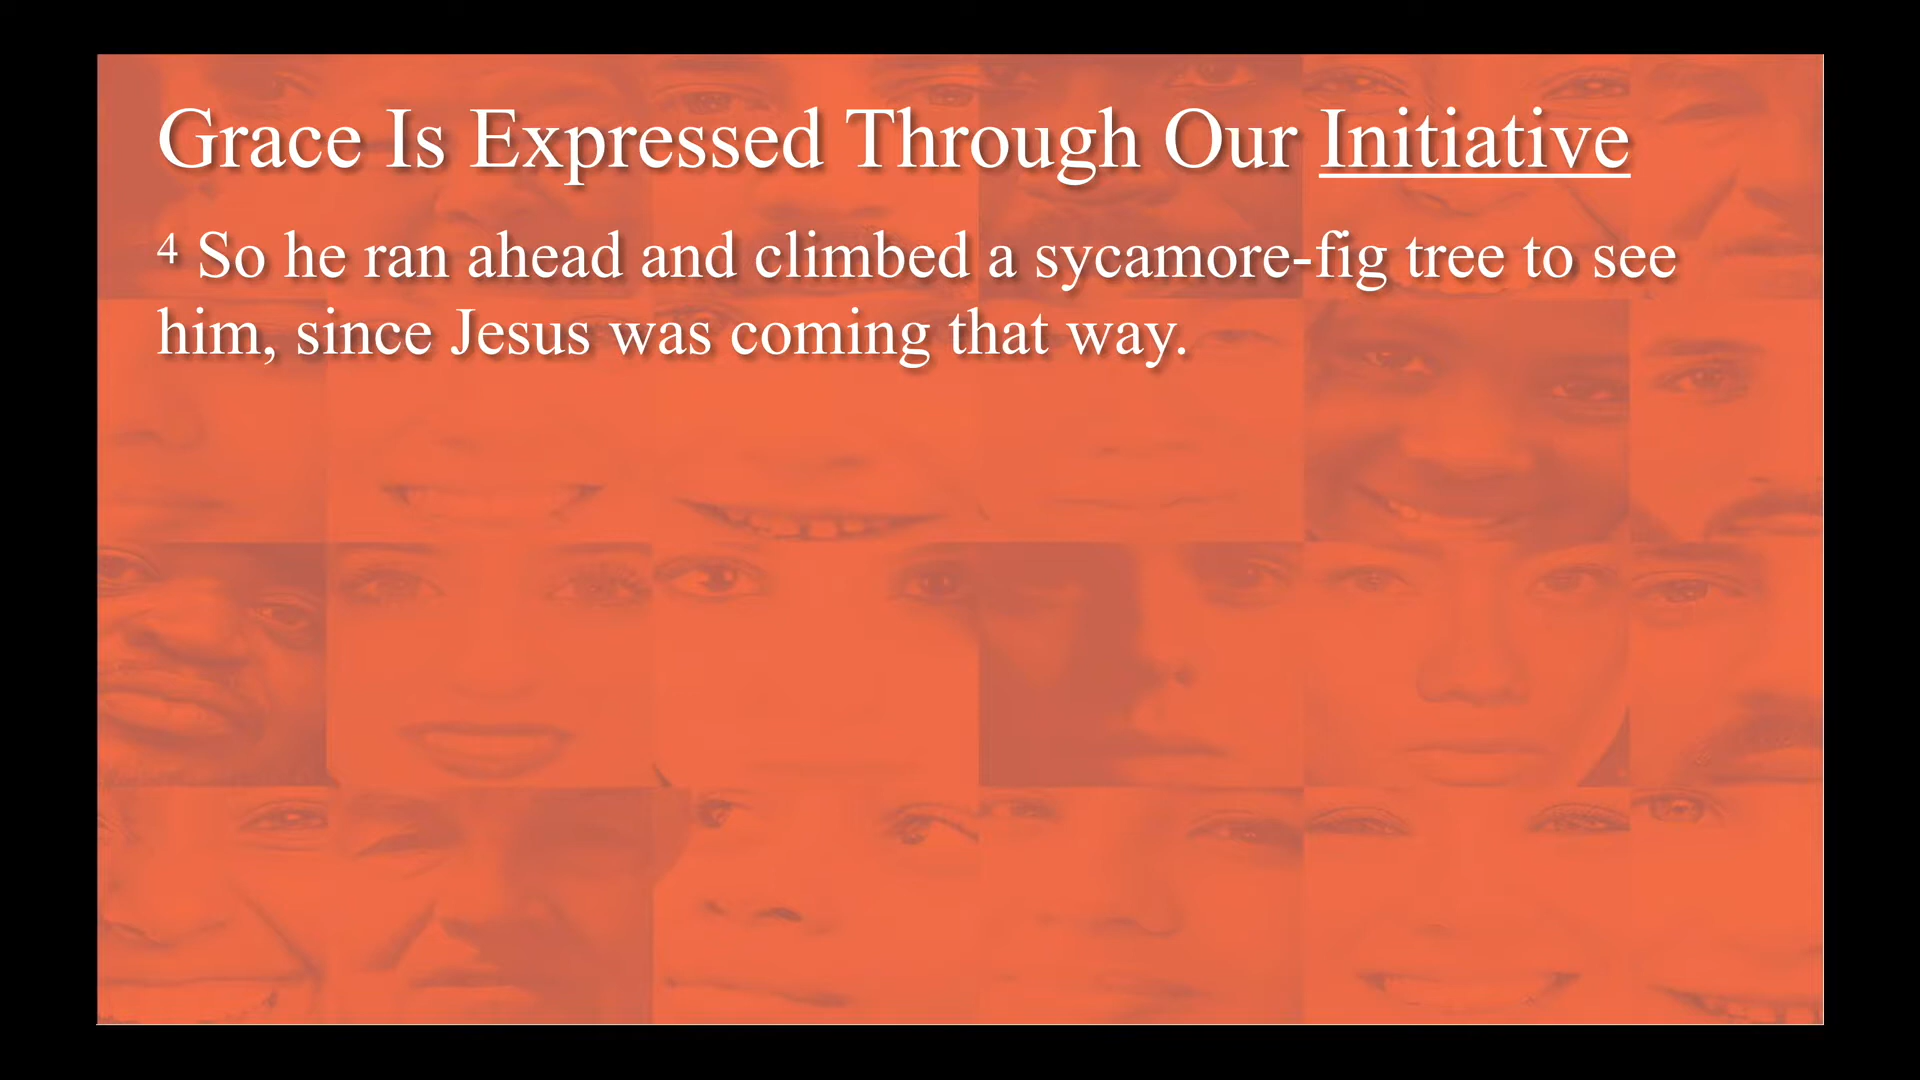 Grace Is Expressed Through Our Initiative
4 So he ran ahead and climbed a sycamore-fig tree to see
him, since Jesus was coming that way.